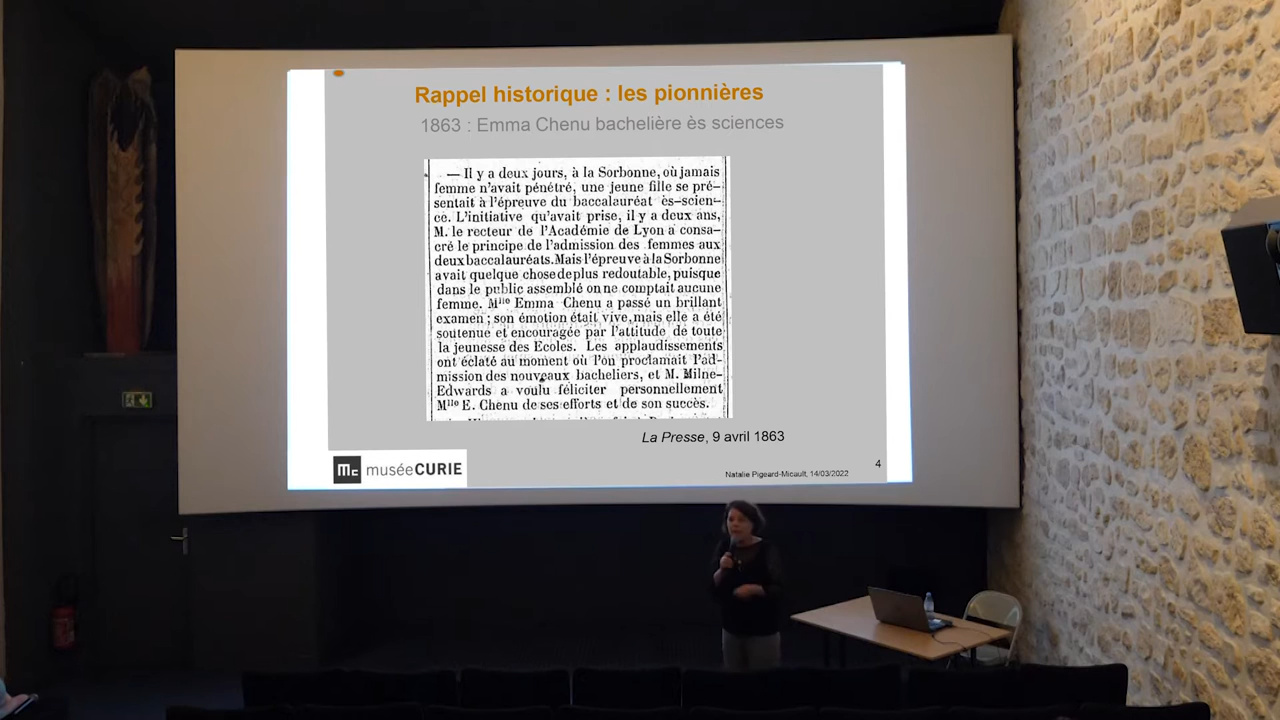 Rappel historique : les pionnières
1863 : Emma Chenu bachelière ès sciences
— Il y a deux jours, à la Sorbonne, où jamais
femme n'avait pénétré, une jeune fille se pré-
sentait à l'épreuve du baccalauréat ès-scien-
ce. L'initiative qu'avait prise, il y a deux ans,
M. le recteur de l'Académie de Lyon a consa-
cré le principe de l'admission des femmes aux
deux baccalauréats. Mais l'épreuve à la Sorbonne
avait quelque chose de plus redoutable, puisque
dans le public assemblé on ne comptait aucune
femme. Mlle Emma Chenu a passé un brillant
examen ; son émotion était vive, mais elle a été
soutenue et encouragée par l'attitude de toute
la jeunesse des Ecoles. Les applaudissements
ont éclaté au moment où l'on proclamait l'ad-
mission des nouveaux bacheliers, et M. Milne-
Edwards a voulu féliciter personnellement
Mlle E. Chenu de ses efforts et de son succès.
La Presse, 9 avril 1863
Mc muséeCURIE
Natalie Pigeard-Micault, 14/03/2022
4